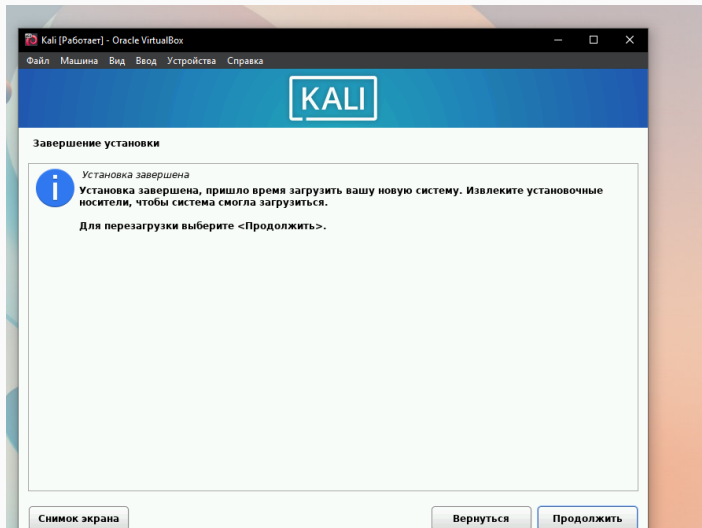 Kali [Работает] - Oracle VirtualBox
Файл Машина Вид Ввод Устройства Справка
KALI
Завершение установки
Установка завершена
Установка завершена, пришло время загрузить вашу новую систему. Извлеките установочные
носители, чтобы система смогла загрузиться.
Для перезагрузки выберите <Продолжить>.
Снимок экрана Вернуться Продолжить